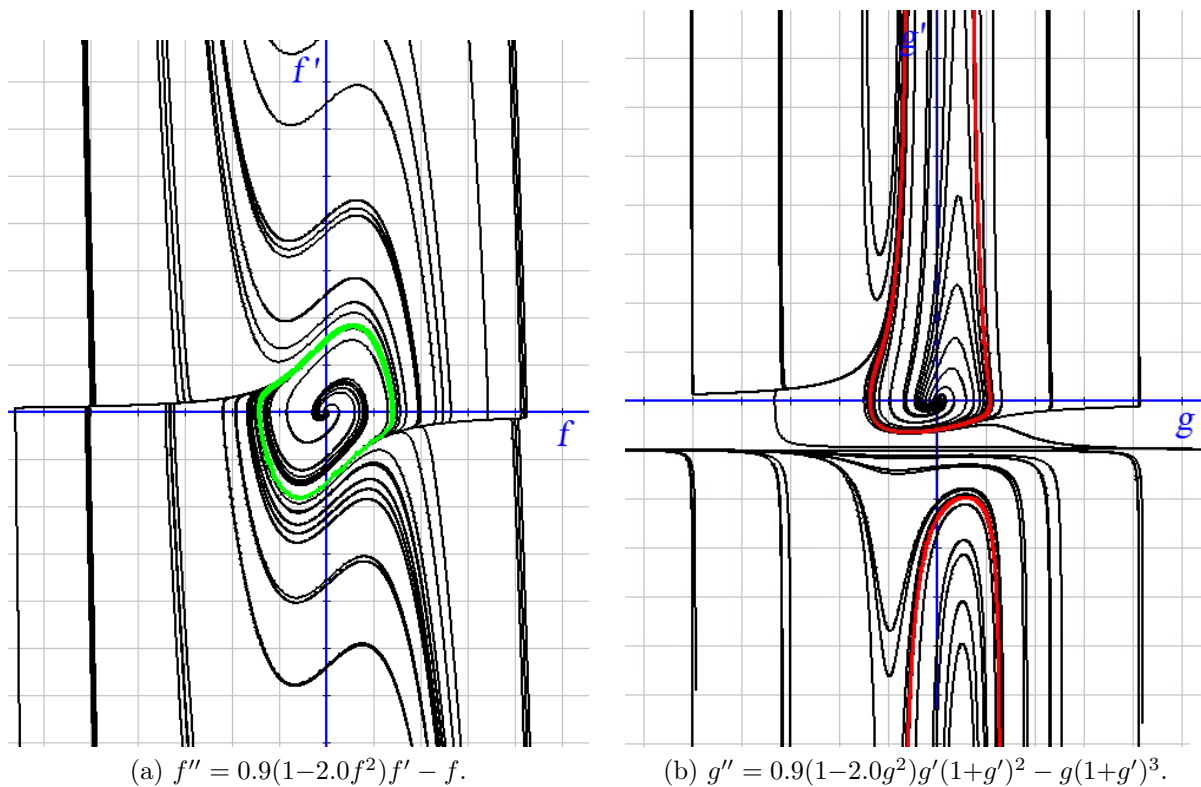 f'
f
g'
g
(a) f′′ = 0.9(1−2.0f²)f′ − f.
(b) g′′ = 0.9(1−2.0g²)g′(1+g′)² − g(1+g′)³.